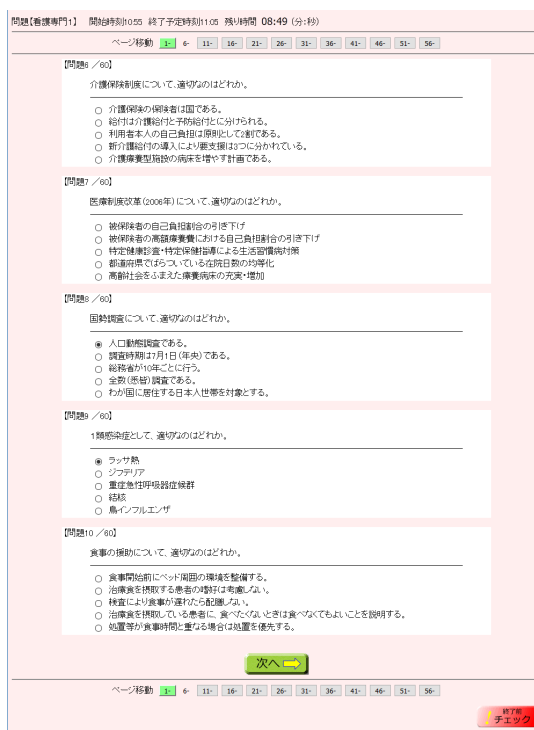 問題【看護専門1】 開始時刻10:55 終了予定時刻11:05 残り時間 08:49 (分:秒)
ページ移動 1- 6- 11- 16- 21- 26- 31- 36- 41- 46- 51- 56-
【問題6 ／60】
介護保険制度について、適切なのはどれか。
介護保険の保険者は国である。
給付は介護給付と予防給付とに分けられる。
利用者本人の自己負担は原則として2割である。
新介護給付の導入により要支援は3つに分かれている。
介護療養型施設の病床を増やす計画である。
【問題7 ／60】
医療制度改革(2006年)について、適切なのはどれか。
被保険者の自己負担割合の引き下げ
被保険者の高額療養費における自己負担割合の引き下げ
特定健康診査・特定保健指導による生活習慣病対策
都道府県でばらついている在院日数の均等化
高齢社会をふまえた療養病床の充実・増加
【問題8 ／60】
国勢調査について、適切なのはどれか。
人口動態調査である。
調査時期は7月1日(年央)である。
総務省が10年ごとに行う。
全数(悉皆)調査である。
わが国に居住する日本人世帯を対象とする。
【問題9 ／60】
1類感染症として、適切なのはどれか。
ラッサ熱
ジフテリア
重症急性呼吸器症候群
結核
鳥インフルエンザ
【問題10 ／60】
食事の援助について、適切なのはどれか。
食事開始前にベッド周囲の環境を整備する。
治療食を摂取する患者の嗜好は考慮しない。
検査により食事が遅れたら配膳しない。
治療食を摂取している患者に、食べたくないときは食べなくてもよいことを説明する。
処置等が食事時間と重なる場合は処置を優先する。
次へ
ページ移動 1- 6- 11- 16- 21- 26- 31- 36- 41- 46- 51- 56-
終了前
チェック